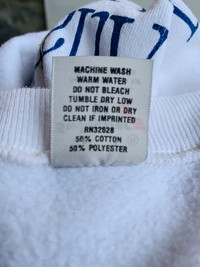 MACHINE WASH
WARM WATER
DO NOT BLEACH
TUMBLE DRY LOW
DO NOT IRON OR DRY
CLEAN IF IMPRINTED
RN32628
50% COTTON
50% POLYESTER